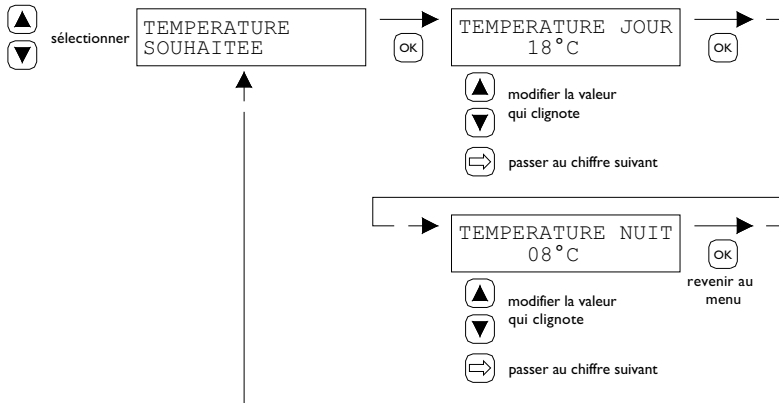 sélectionner
TEMPERATURE
SOUHAITEE
OK
TEMPERATURE JOUR
18°C
OK
modifier la valeur
qui clignote
passer au chiffre suivant
TEMPERATURE NUIT
08°C
OK
revenir au
menu
modifier la valeur
qui clignote
passer au chiffre suivant